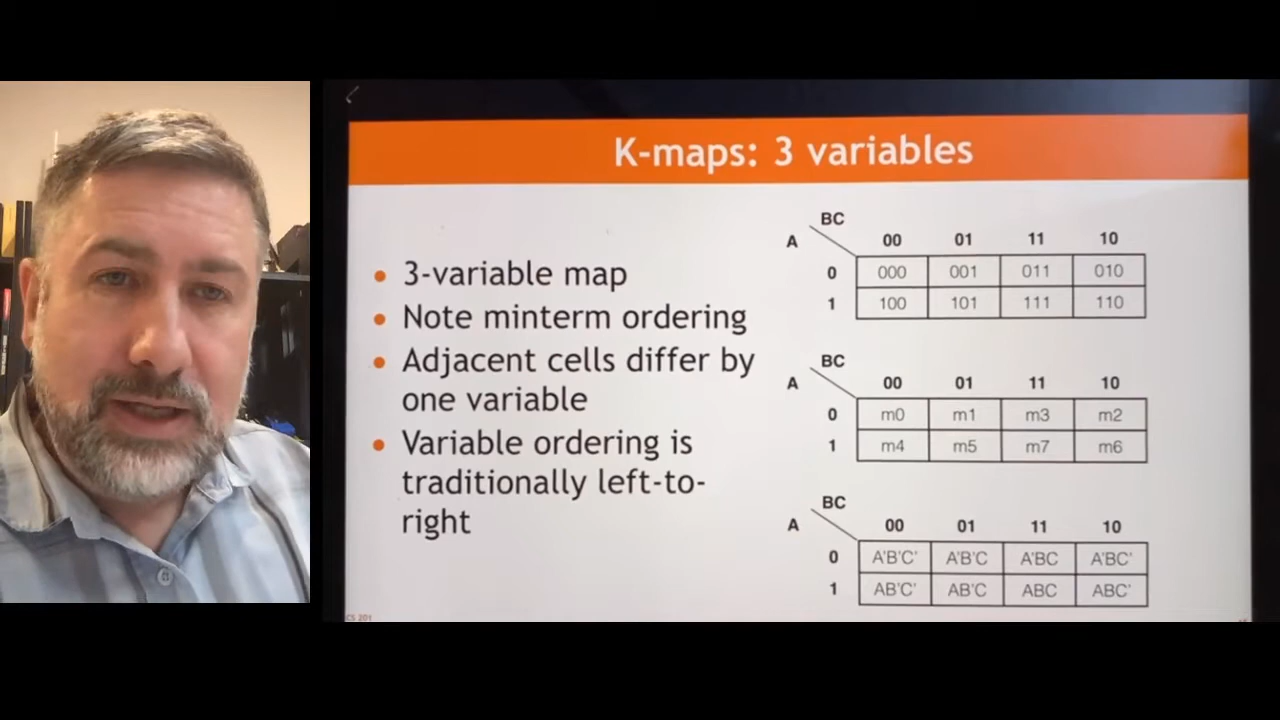 K-maps: 3 variables
• 3-variable map
• Note minterm ordering
• Adjacent cells differ by
one variable
• Variable ordering is
traditionally left-to-
right
BC
A 00 01 11 10
0 000 001 011 010
1 100 101 111 110
BC
A 00 01 11 10
0 m0 m1 m3 m2
1 m4 m5 m7 m6
BC
A 00 01 11 10
0 A'B'C' A'B'C A'BC A'BC'
1 AB'C' AB'C ABC ABC'
CS 201